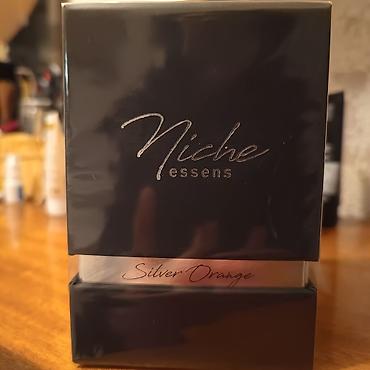 Niche
essens
Silver Orange